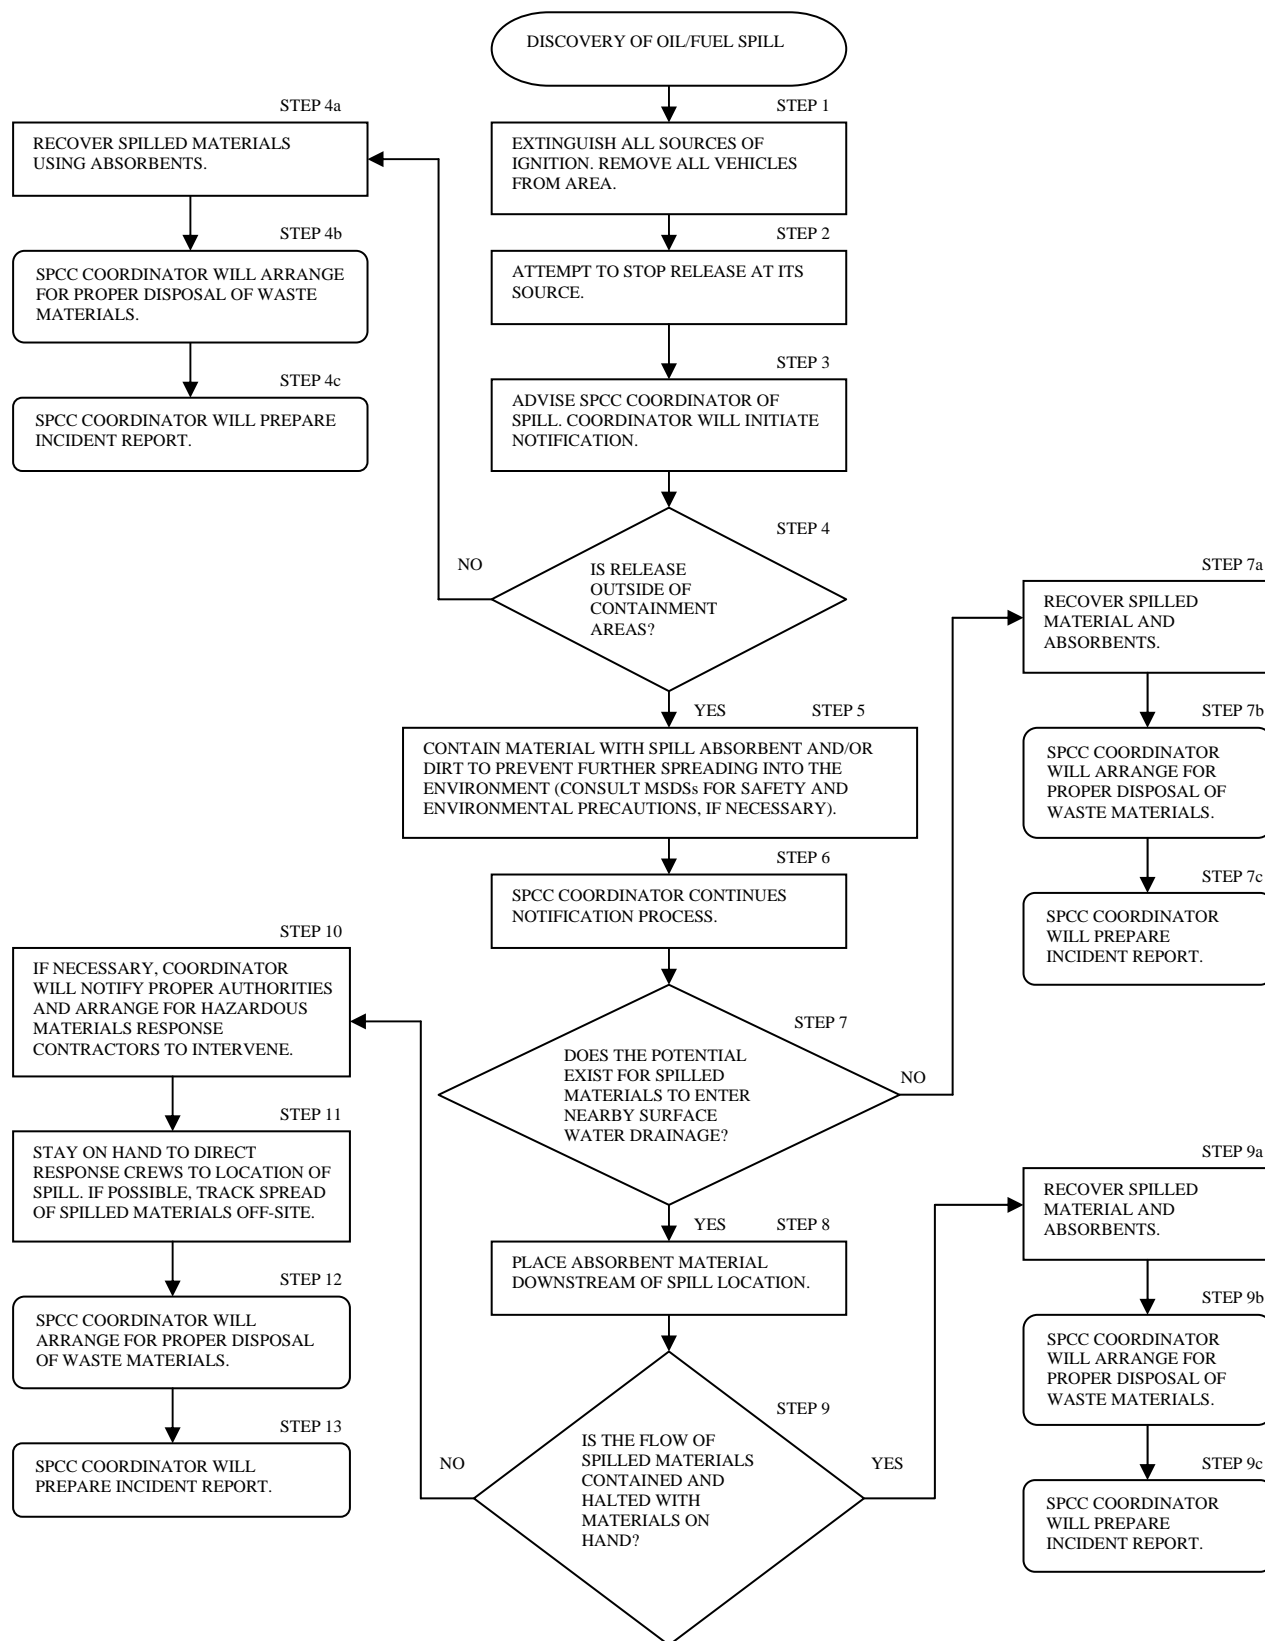 DISCOVERY OF OIL/FUEL SPILL
STEP 1
EXTINGUISH ALL SOURCES OF
IGNITION. REMOVE ALL VEHICLES
FROM AREA.
STEP 2
ATTEMPT TO STOP RELEASE AT ITS
SOURCE.
STEP 3
ADVISE SPCC COORDINATOR OF
SPILL. COORDINATOR WILL INITIATE
NOTIFICATION.
STEP 4
IS RELEASE
OUTSIDE OF
CONTAINMENT
AREAS?
NO
STEP 4a
RECOVER SPILLED MATERIALS
USING ABSORBENTS.
STEP 4b
SPCC COORDINATOR WILL ARRANGE
FOR PROPER DISPOSAL OF WASTE
MATERIALS.
STEP 4c
SPCC COORDINATOR WILL PREPARE
INCIDENT REPORT.
YES
STEP 5
CONTAIN MATERIAL WITH SPILL ABSORBENT AND/OR
DIRT TO PREVENT FURTHER SPREADING INTO THE
ENVIRONMENT (CONSULT MSDSs FOR SAFETY AND
ENVIRONMENTAL PRECAUTIONS, IF NECESSARY).
STEP 6
SPCC COORDINATOR CONTINUES
NOTIFICATION PROCESS.
STEP 7
DOES THE POTENTIAL
EXIST FOR SPILLED
MATERIALS TO ENTER
NEARBY SURFACE
WATER DRAINAGE?
NO
STEP 7a
RECOVER SPILLED
MATERIAL AND
ABSORBENTS.
STEP 7b
SPCC COORDINATOR
WILL ARRANGE FOR
PROPER DISPOSAL OF
WASTE MATERIALS.
STEP 7c
SPCC COORDINATOR
WILL PREPARE
INCIDENT REPORT.
YES
STEP 8
PLACE ABSORBENT MATERIAL
DOWNSTREAM OF SPILL LOCATION.
STEP 9
IS THE FLOW OF
SPILLED MATERIALS
CONTAINED AND
HALTED WITH
MATERIALS ON
HAND?
YES
STEP 9a
RECOVER SPILLED
MATERIAL AND
ABSORBENTS.
STEP 9b
SPCC COORDINATOR
WILL ARRANGE FOR
PROPER DISPOSAL OF
WASTE MATERIALS.
STEP 9c
SPCC COORDINATOR
WILL PREPARE
INCIDENT REPORT.
NO
STEP 10
IF NECESSARY, COORDINATOR
WILL NOTIFY PROPER AUTHORITIES
AND ARRANGE FOR HAZARDOUS
MATERIALS RESPONSE
CONTRACTORS TO INTERVENE.
STEP 11
STAY ON HAND TO DIRECT
RESPONSE CREWS TO LOCATION OF
SPILL. IF POSSIBLE, TRACK SPREAD
OF SPILLED MATERIALS OFF-SITE.
STEP 12
SPCC COORDINATOR WILL
ARRANGE FOR PROPER DISPOSAL
OF WASTE MATERIALS.
STEP 13
SPCC COORDINATOR WILL
PREPARE INCIDENT REPORT.